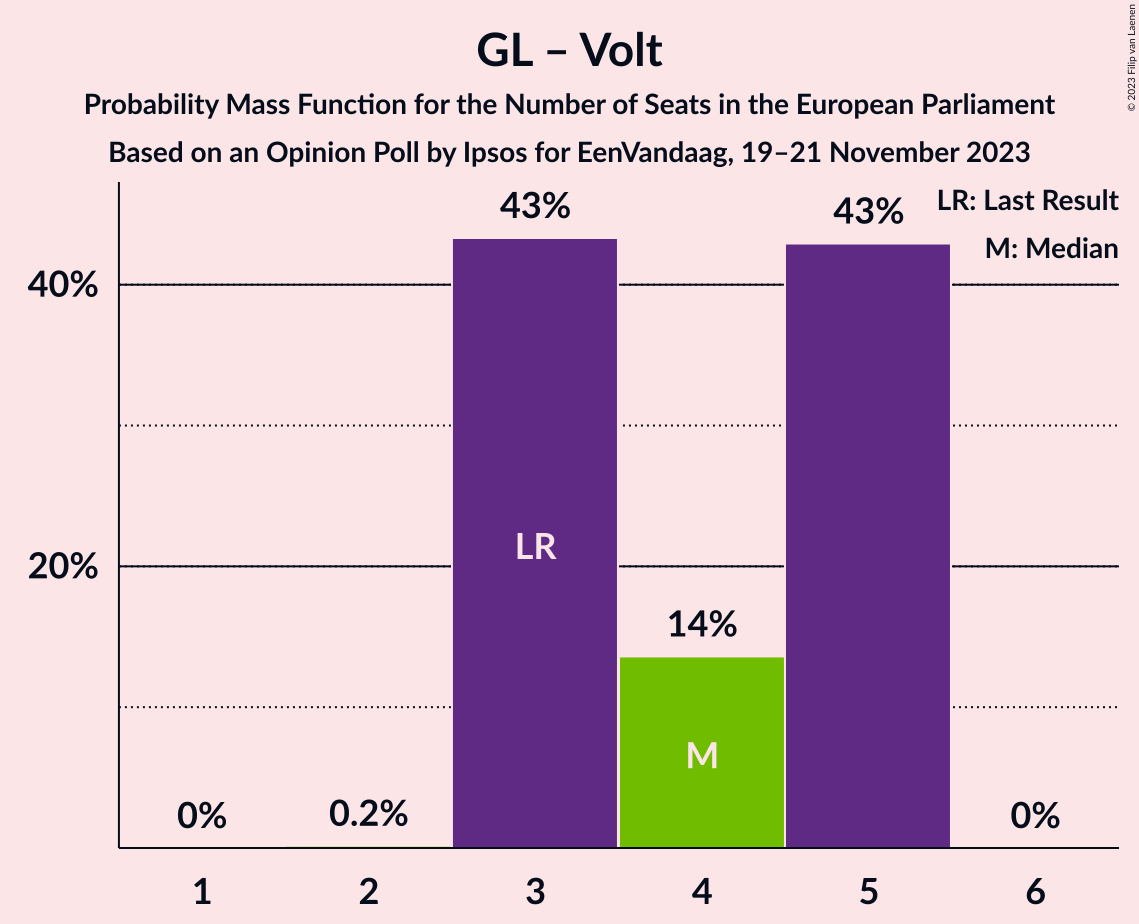 GL – Volt
Probability Mass Function for the Number of Seats in the European Parliament
Based on an Opinion Poll by Ipsos for EenVandaag, 19–21 November 2023
© 2023 Filip van Laenen
LR: Last Result
M: Median
43%
43%
40%
LR
20%
14%
M
0%
0.2%
0%
1
2
3
4
5
6